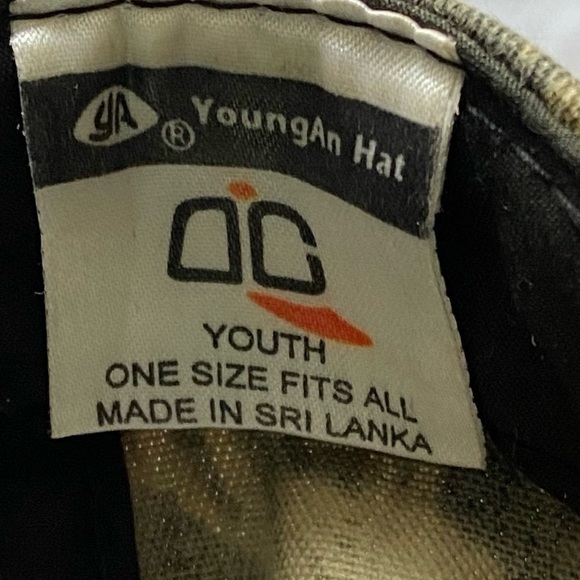 YA ® YoungAn Hat
OC
YOUTH
ONE SIZE FITS ALL
MADE IN SRI LANKA